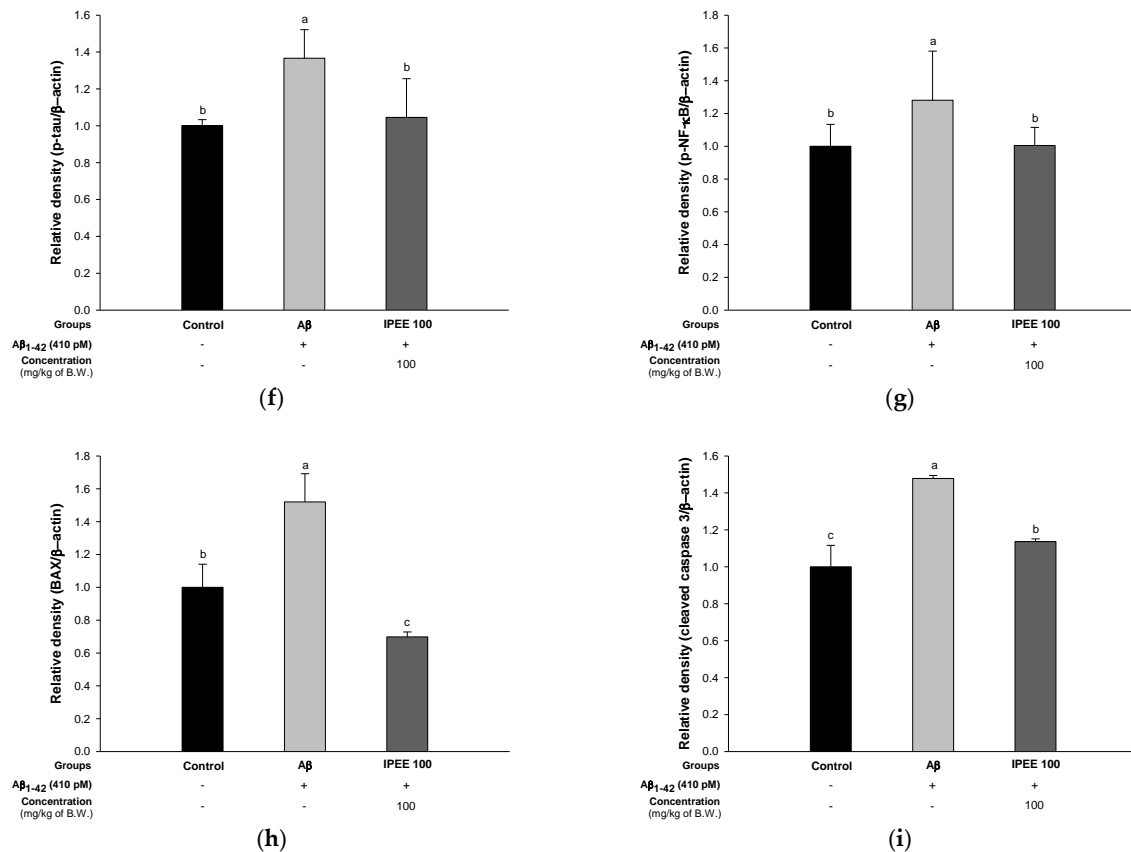 Relative density (p-tau/β–actin)
1.6
1.4
1.2
1.0
0.8
0.6
0.4
0.2
0.0
b
a
b
Groups Control Aβ IPEE 100
Aβ1-42 (410 pM) - + +
Concentration - - 100
(mg/kg of B.W.)
(f)
Relative density (p-NF-κB/β–actin)
1.8
1.6
1.4
1.2
1.0
0.8
0.6
0.4
0.2
0.0
b
a
b
Groups Control Aβ IPEE 100
Aβ1-42 (410 pM) - + +
Concentration - - 100
(mg/kg of B.W.)
(g)
Relative density (BAX/β–actin)
1.8
1.6
1.4
1.2
1.0
0.8
0.6
0.4
0.2
0.0
b
a
c
Groups Control Aβ IPEE 100
Aβ1-42 (410 pM) - + +
Concentration - - 100
(mg/kg of B.W.)
(h)
Relative density (cleaved caspase 3/β–actin)
1.6
1.4
1.2
1.0
0.8
0.6
0.4
0.2
0.0
c
a
b
Groups Control Aβ IPEE 100
Aβ1-42 (410 pM) - + +
Concentration - - 100
(mg/kg of B.W.)
(i)